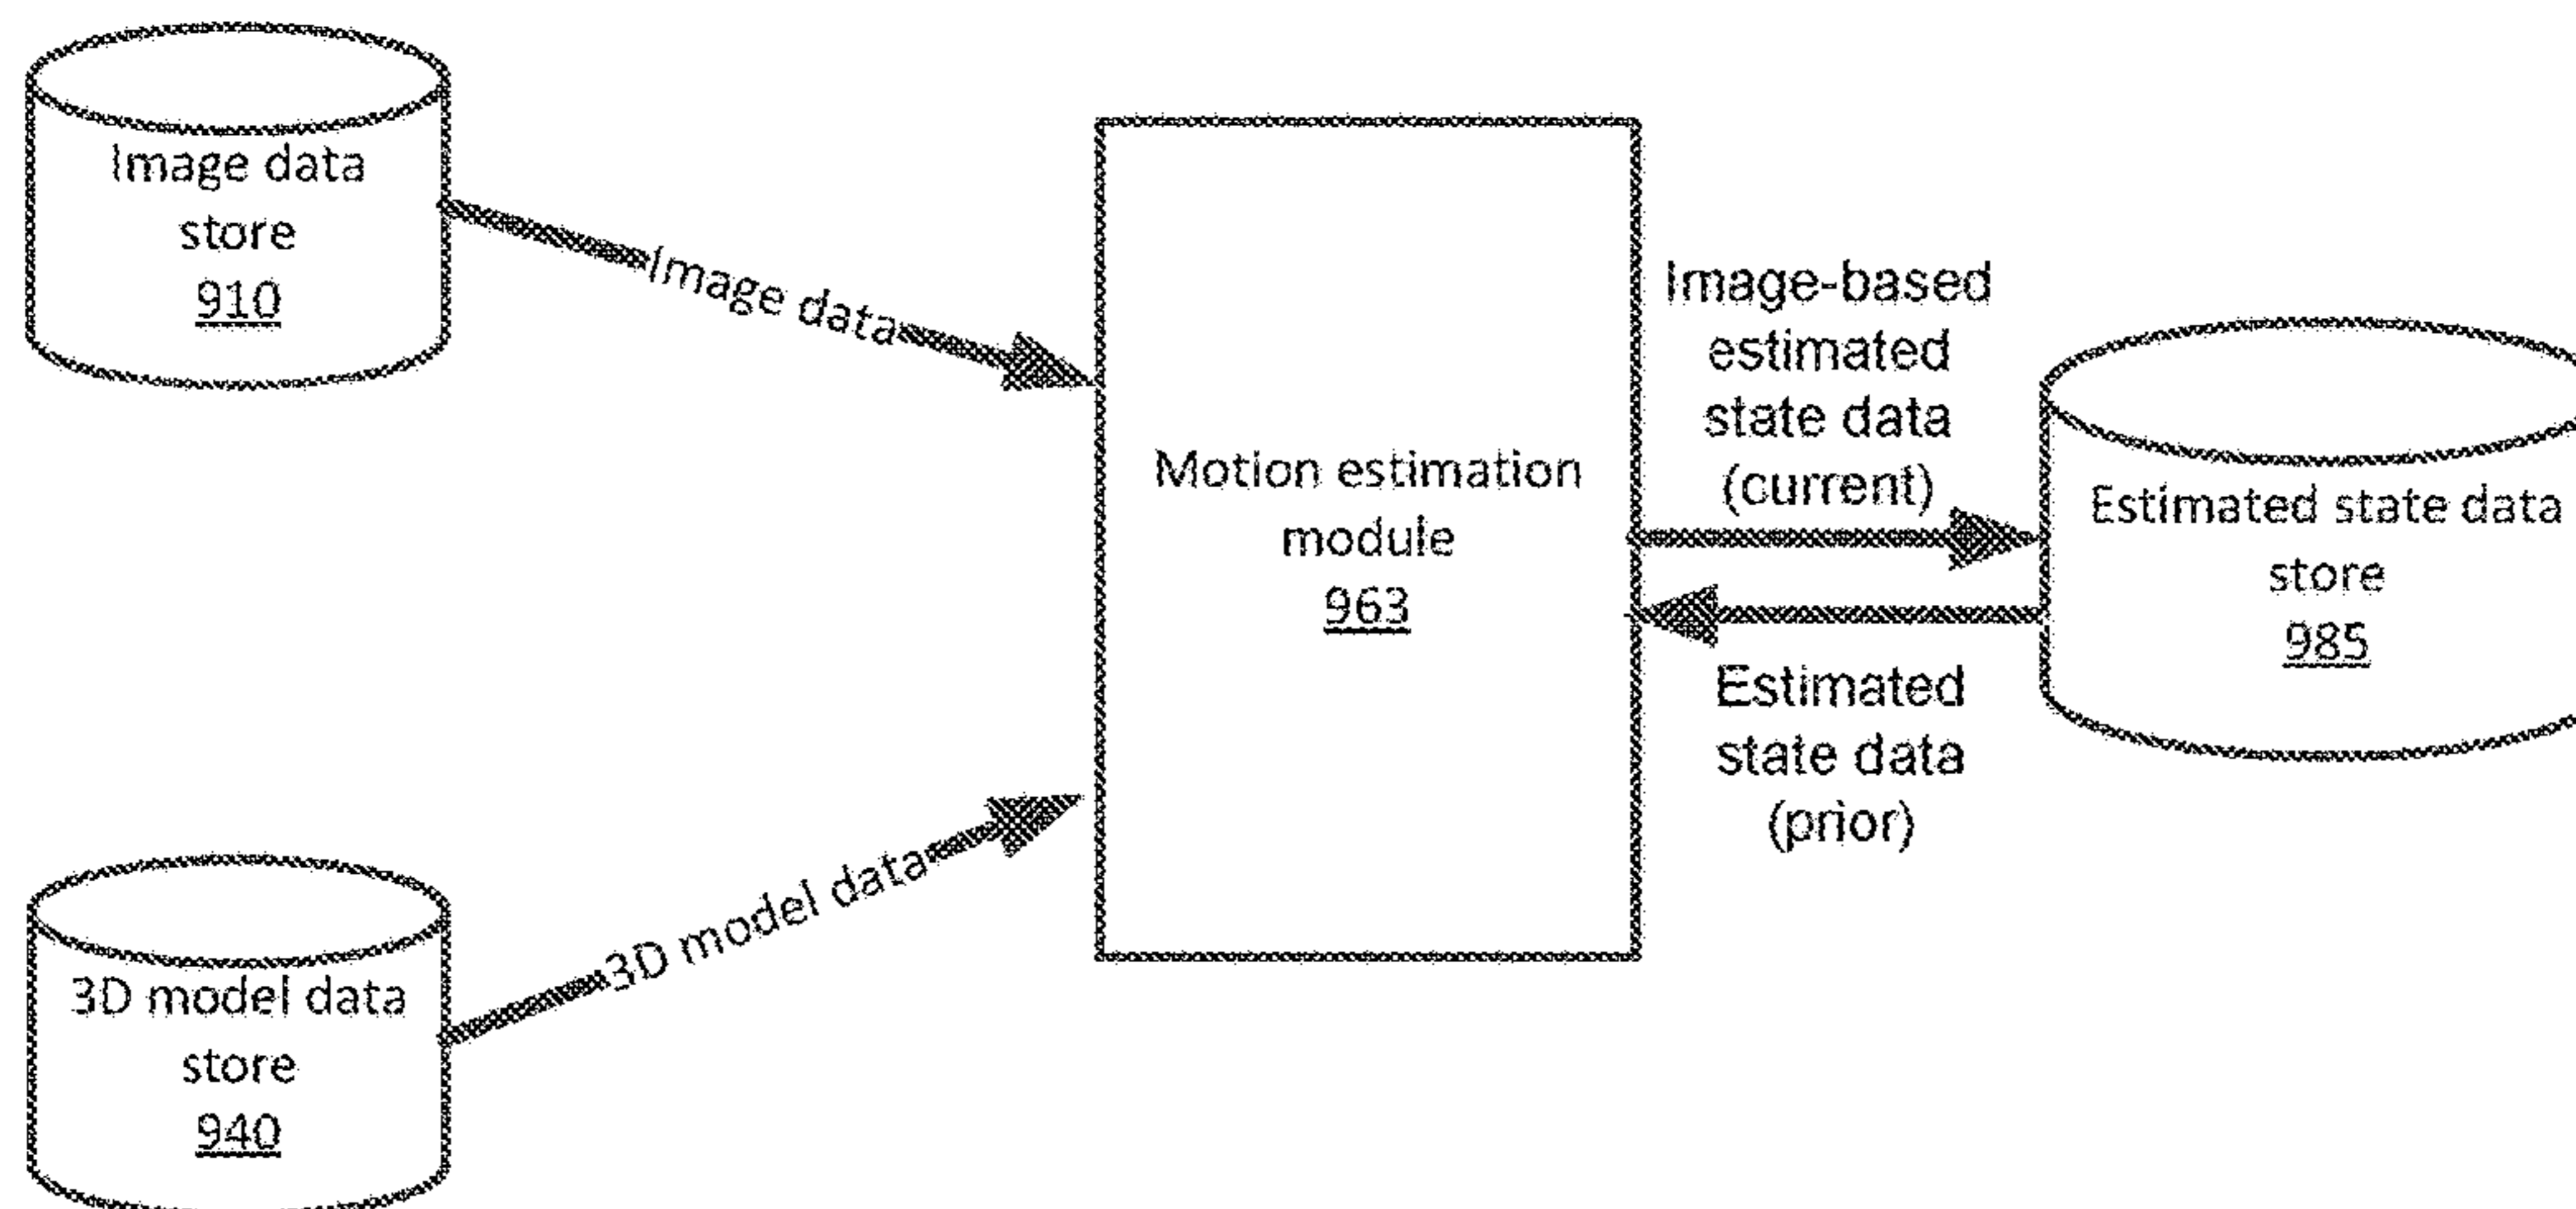 Image data
store
910
Image data
Motion estimation
module
963
Image-based
estimated
state data
(current)
Estimated
state data
(prior)
Estimated state data
store
985
3D model data
3D model data
store
940